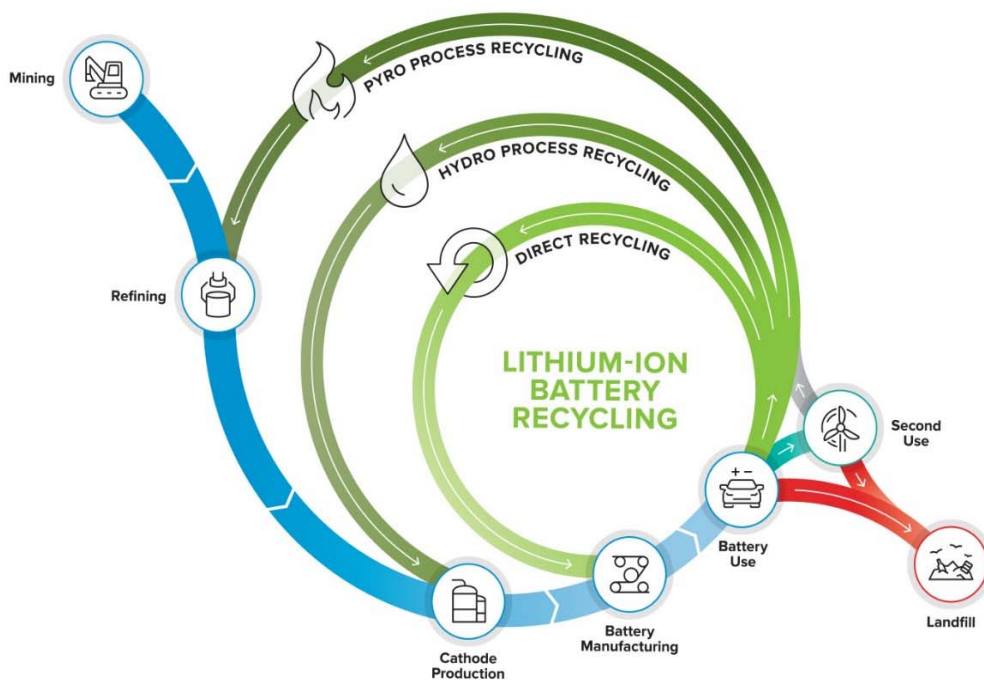 Mining
PYRO PROCESS RECYCLING
HYDRO PROCESS RECYCLING
DIRECT RECYCLING
Refining
LITHIUM-ION
BATTERY
RECYCLING
Second
Use
+ −
Battery
Use
Landfill
Battery
Manufacturing
Cathode
Production